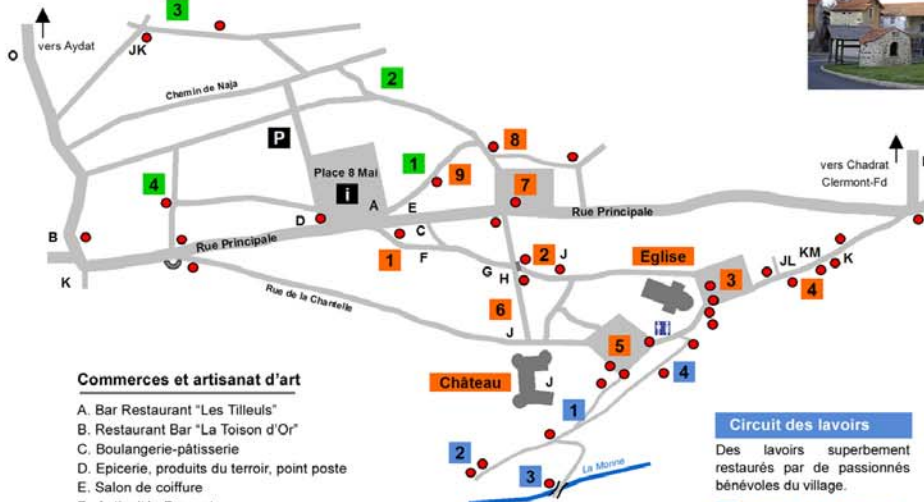 3
vers Aydat
JK
O
Chemin de Naja
2
P
8
Place 8 Mai
1
9
vers Chadrat
Clermont-Fd
4
i
7
A
E
Rue Principale
D
B
Rue Principale
C
1
F
2
J
Eglise
KM
JL
K
K
G
H
3
4
Rue de la Chantelle
6
J
5
Château
J
4
Commerces et artisanat d'art
A. Bar Restaurant "Les Tilleuls"
B. Restaurant Bar "La Toison d'Or"
C. Boulangerie-pâtisserie
D. Epicerie, produits du terroir, point poste
E. Salon de coiffure
1
2
3
La Monne
Circuit des lavoirs
Des lavoirs superbement
restaurés par de passionnés
bénévoles du village.